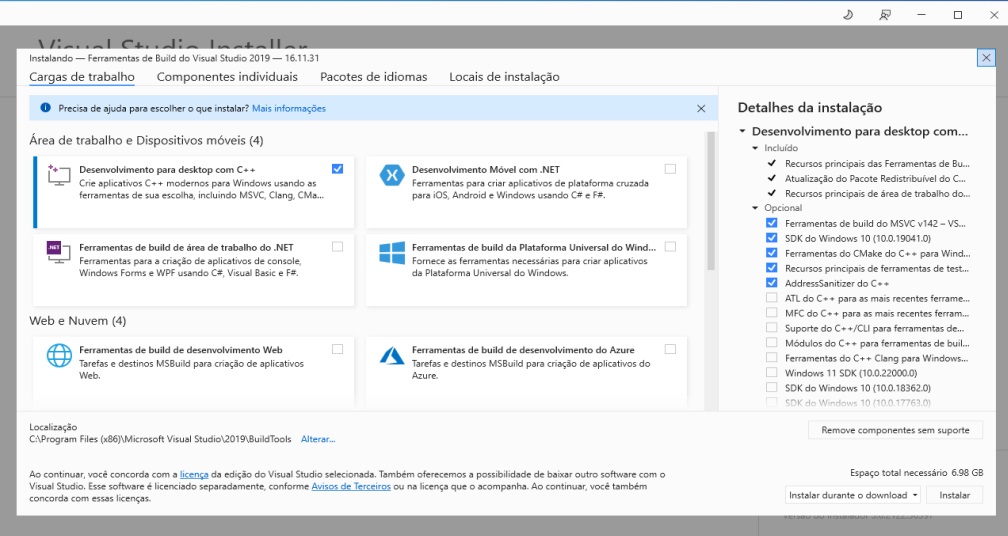 Visual Studio Installer
Instalando — Ferramentas de Build do Visual Studio 2019 — 16.11.31
Cargas de trabalho
Componentes individuais
Pacotes de idiomas
Locais de instalação
Precisa de ajuda para escolher o que instalar? Mais informações
Área de trabalho e Dispositivos móveis (4)
Desenvolvimento para desktop com C++
Crie aplicativos C++ modernos para Windows usando as
ferramentas de sua escolha, incluindo MSVC, Clang, CMa...
Desenvolvimento Móvel com .NET
Ferramentas para criar aplicativos de plataforma cruzada
para iOS, Android e Windows usando C# e F#.
.NET
Ferramentas de build de área de trabalho do .NET
Ferramentas para a criação de aplicativos de console,
Windows Forms e WPF usando C#, Visual Basic e F#.
Ferramentas de build da Plataforma Universal do Wind...
Fornece as ferramentas necessárias para criar aplicativos
da Plataforma Universal do Windows.
Web e Nuvem (4)
Ferramentas de build de desenvolvimento Web
Tarefas e destinos MSBuild para criação de aplicativos
Web.
Ferramentas de build de desenvolvimento do Azure
Tarefas e destinos MSBuild para criação de aplicativos do
Azure.
Detalhes da instalação
Desenvolvimento para desktop com...
Incluído
Recursos principais das Ferramentas de Bu...
Atualização do Pacote Redistribuível do C...
Recursos principais de área de trabalho do...
Opcional
Ferramentas de build do MSVC v142 – VS...
SDK do Windows 10 (10.0.19041.0)
Ferramentas do CMake do C++ para Wind...
Recursos principais de ferramentas de test...
AddressSanitizer do C++
ATL do C++ para as mais recentes ferrame...
MFC do C++ para as mais recentes ferram...
Suporte do C++/CLI para ferramentas de...
Módulos do C++ para ferramentas de buil...
Ferramentas do C++ Clang para Windows...
Windows 11 SDK (10.0.22000.0)
SDK do Windows 10 (10.0.18362.0)
SDK do Windows 10 (10.0.17763.0)
Localização
C:\Program Files (x86)\Microsoft Visual Studio\2019\BuildTools Alterar...
Remove componentes sem suporte
Ao continuar, você concorda com a licença da edição do Visual Studio selecionada. Também oferecemos a possibilidade de baixar outro software com o
Visual Studio. Esse software é licenciado separadamente, conforme Avisos de Terceiros ou na licença que o acompanha. Ao continuar, você também
concorda com essas licenças.
Espaço total necessário 6.98 GB
Instalar durante o download
Instalar